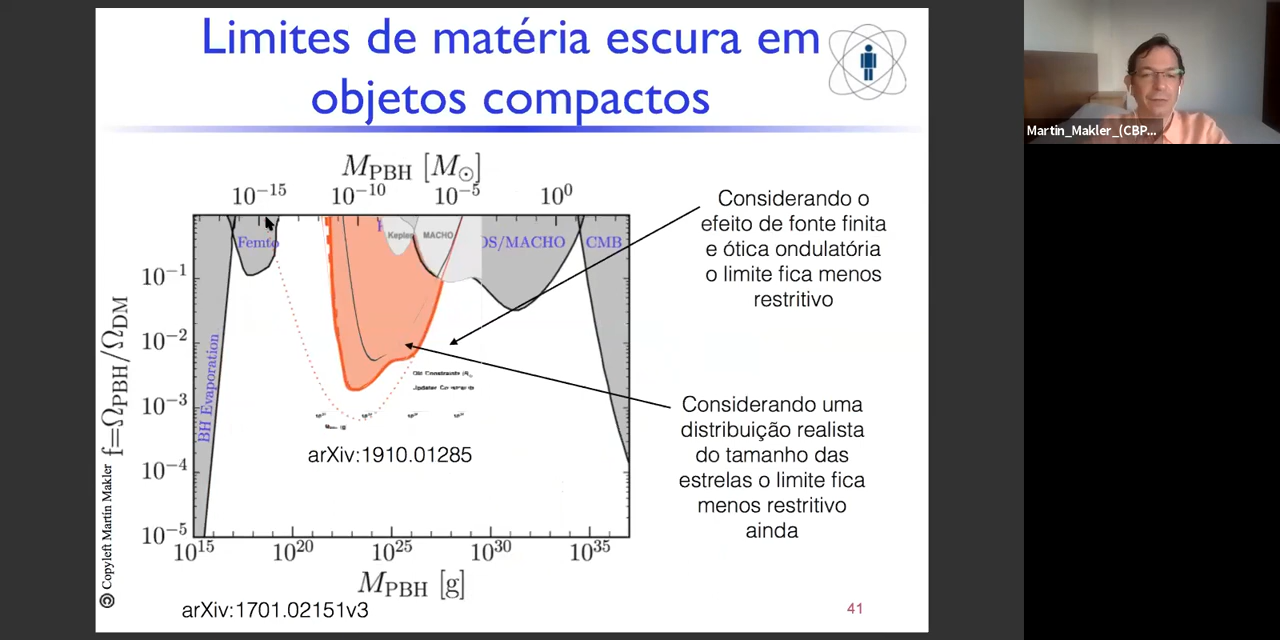 Limites de matéria escura em
objetos compactos
Martin_Makler_(CBP...
M_PBH [M_⊙]
10^-15 10^-10 10^-5 10^0
Considerando o
efeito de fonte finita
e ótica ondulatória
o limite fica menos
restritivo
Femto
Kepler
MACHO
OS/MACHO
CMB
BH Evaporation
f=Ω_PBH/Ω_DM
10^-1
10^-2
10^-3
10^-4
10^-5
Considerando uma
distribuição realista
do tamanho das
estrelas o limite fica
menos restritivo
ainda
arXiv:1910.01285
10^15 10^20 10^25 10^30 10^35
M_PBH [g]
© Copyleft Martin Makler
arXiv:1701.02151v3
41